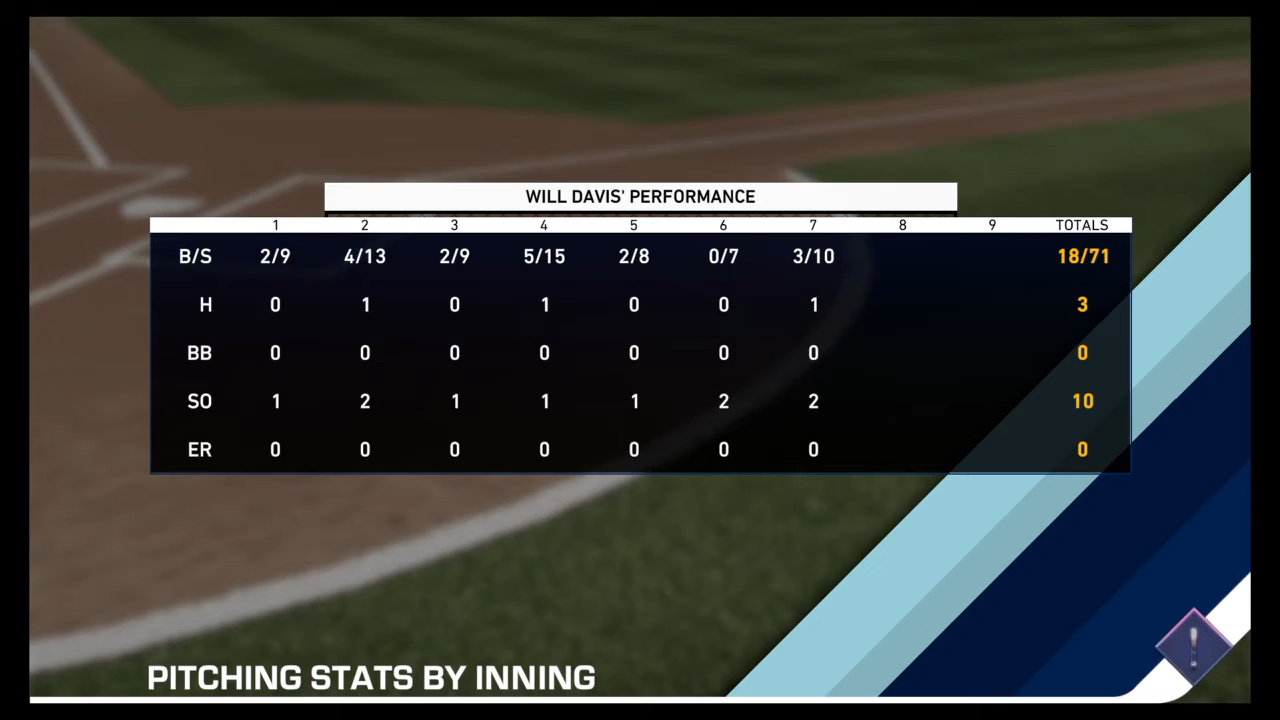 WILL DAVIS' PERFORMANCE
1 2 3 4 5 6 7 8 9 TOTALS
B/S 2/9 4/13 2/9 5/15 2/8 0/7 3/10 18/71
H 0 1 0 1 0 0 1 3
BB 0 0 0 0 0 0 0 0
SO 1 2 1 1 1 2 2 10
ER 0 0 0 0 0 0 0 0
PITCHING STATS BY INNING